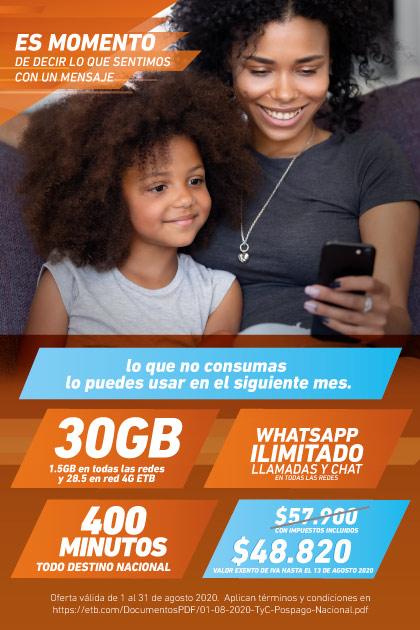 ES MOMENTO
DE DECIR LO QUE SENTIMOS
CON UN MENSAJE
lo que no consumas
lo puedes usar en el siguiente mes.
30GB
1.5GB en todas las redes
y 28.5 en red 4G ETB
WHATSAPP
ILIMITADO
LLAMADAS Y CHAT
EN TODAS LAS REDES
400
MINUTOS
TODO DESTINO NACIONAL
$57.900
CON IMPUESTOS INCLUIDOS
$48.820
VALOR EXENTO DE IVA HASTA EL 13 DE AGOSTO 2020
Oferta válida de 1 al 31 de agosto 2020. Aplican términos y condiciones en
https://etb.com/DocumentosPDF/01-08-2020-TyC-Pospago-Nacional.pdf